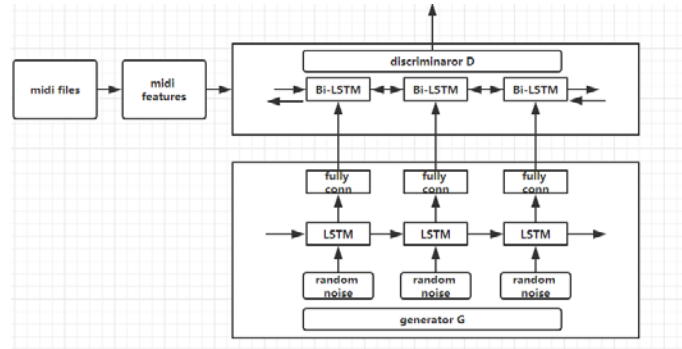 discriminaror D
midi files
midi
features
Bi-LSTM
Bi-LSTM
Bi-LSTM
fully
conn
fully
conn
fully
conn
LSTM
LSTM
LSTM
random
noise
random
noise
random
noise
generator G